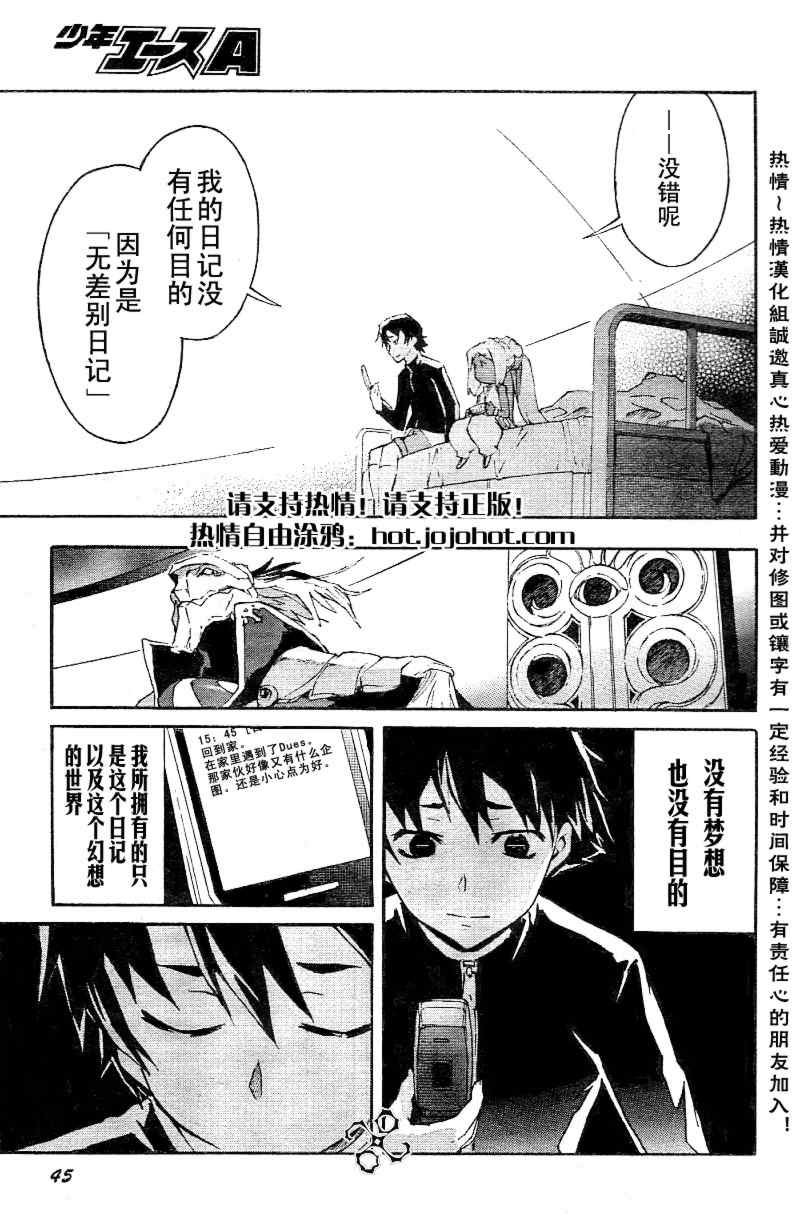 少年エースA
——没错呢
我的日记没
有任何目的
因为是
「无差别日记」
请支持热情！请支持正版！
热情自由涂鸦：hot.jojohot.com
没有梦想
也没有目的
15：45
回到家。
在家里遇到了Dues。
那家伙好像又有什么企
图。还是小心点为好。
我所拥有的只
是这个日记
以及这个幻想
的世界
热情~热情漢化組誠邀真心热爱動漫…并对修图或镶字有一定经验和时间保障…有责任心的朋友加入！
45